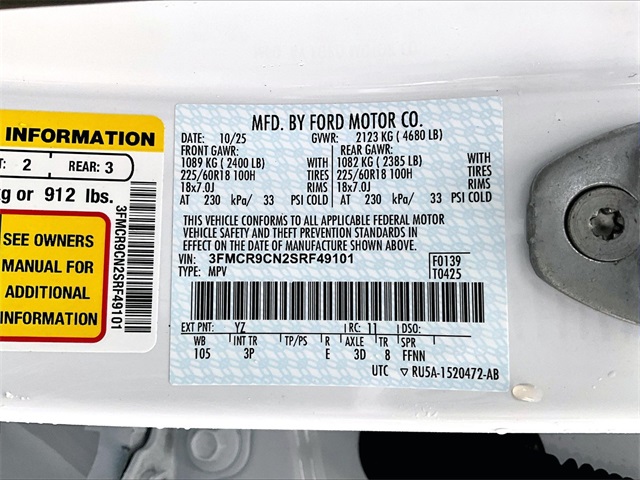 INFORMATION
T: 2 REAR: 3
kg or 912 lbs.
SEE OWNERS
MANUAL FOR
ADDITIONAL
INFORMATION
3FMCR9CN2SRF49101
MFD. BY FORD MOTOR CO.
DATE: 10/25 GVWR: 2123 KG ( 4680 LB)
FRONT GAWR: REAR GAWR:
1089 KG ( 2400 LB) WITH 1082 KG ( 2385 LB) WITH
225/60R18 100H TIRES 225/60R18 100H TIRES
18x7.0J RIMS 18x7.0J RIMS
AT 230 kPa/ 33 PSI COLD AT 230 kPa/ 33 PSI COLD
THIS VEHICLE CONFORMS TO ALL APPLICABLE FEDERAL MOTOR
VEHICLE SAFETY AND THEFT PREVENTION STANDARDS IN
EFFECT ON THE DATE OF MANUFACTURE SHOWN ABOVE.
VIN: 3FMCR9CN2SRF49101 F0139
TYPE: MPV T0425
EXT PNT: YZ RC: 11 DSO:
WB INT TR TP/PS R AXLE TR SPR
105 3P E 3D 8 FFNN
UTC RU5A-1520472-AB